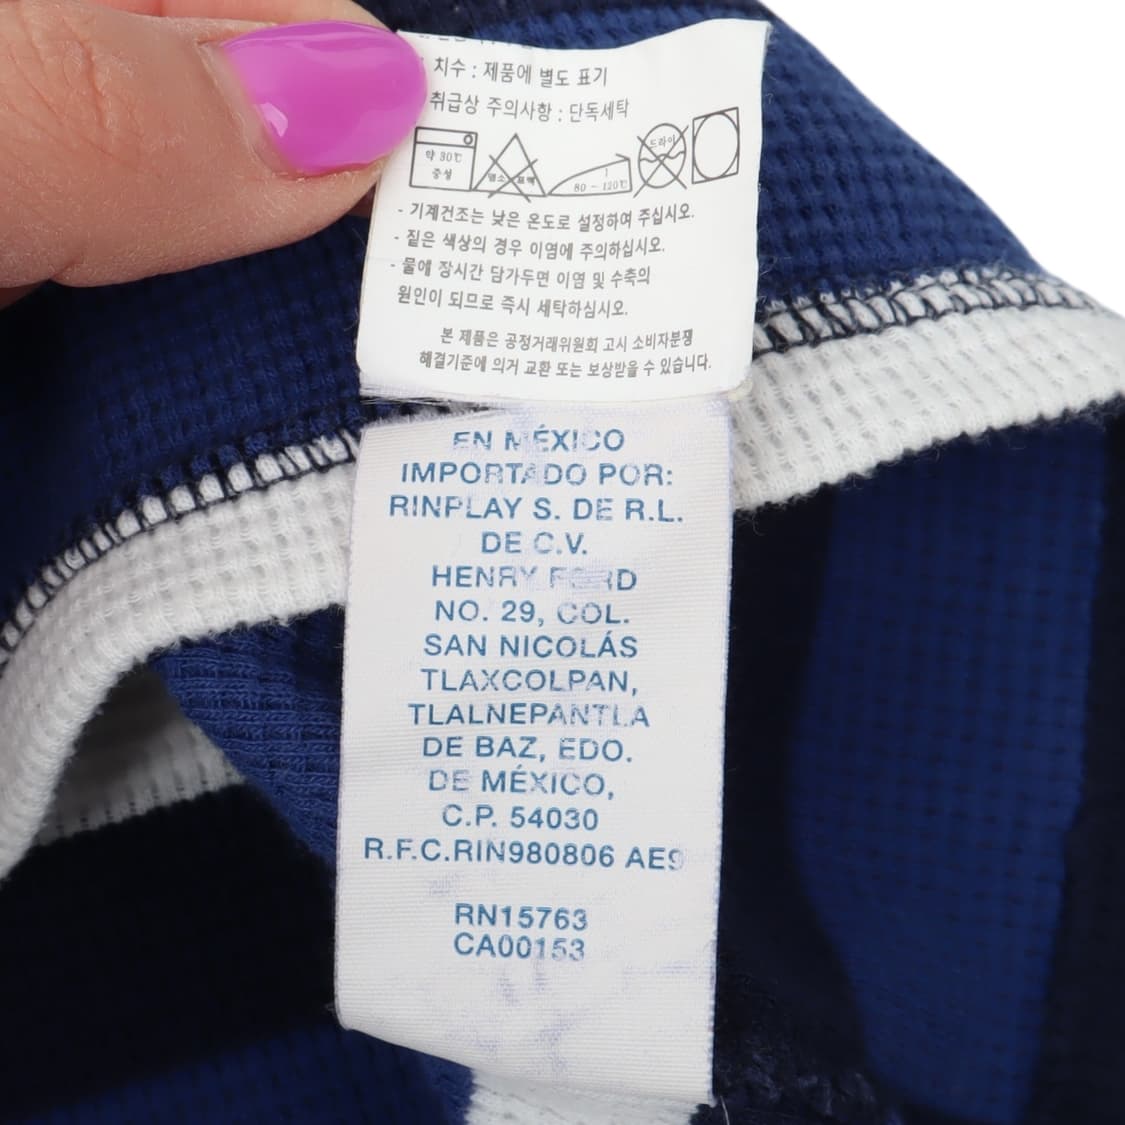 치수 : 제품에 별도 표기
취급상 주의사항 : 단독세탁
약 30℃
중성
염소 표백
80 - 120℃
드라이
- 기계건조는 낮은 온도로 설정하여 주십시오.
- 짙은 색상의 경우 이염에 주의하십시오.
- 물에 장시간 담가두면 이염 및 수축의
원인이 되므로 즉시 세탁하십시오.
본 제품은 공정거래위원회 고시 소비자분쟁
해결기준에 의거 교환 또는 보상받을 수 있습니다.
EN MÉXICO
IMPORTADO POR:
RINPLAY S. DE R.L.
DE C.V.
HENRY FORD
NO. 29, COL.
SAN NICOLÁS
TLAXCOLPAN,
TLALNEPANTLA
DE BAZ, EDO.
DE MÉXICO,
C.P. 54030
R.F.C.RIN980806 AE9
RN15763
CA00153